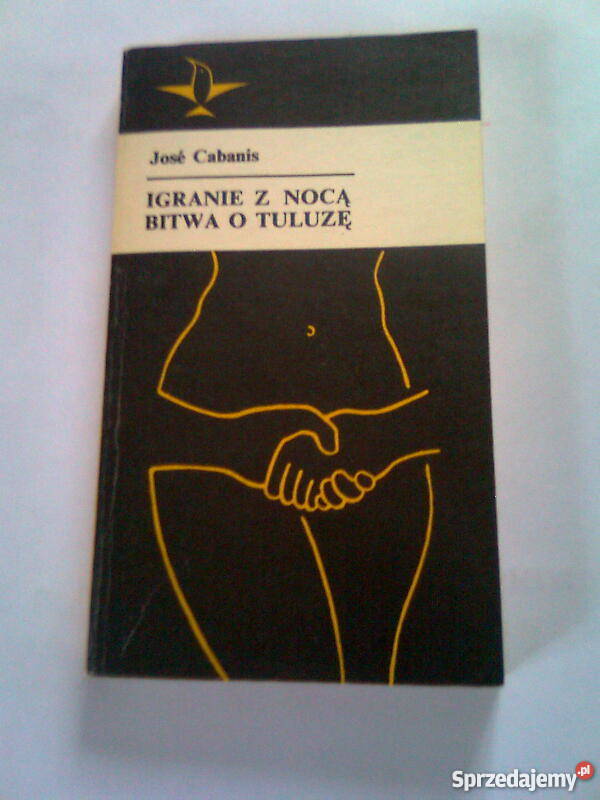 José Cabanis
IGRANIE Z NOCĄ
BITWA O TULUZĘ
Sprzedajemy.pl